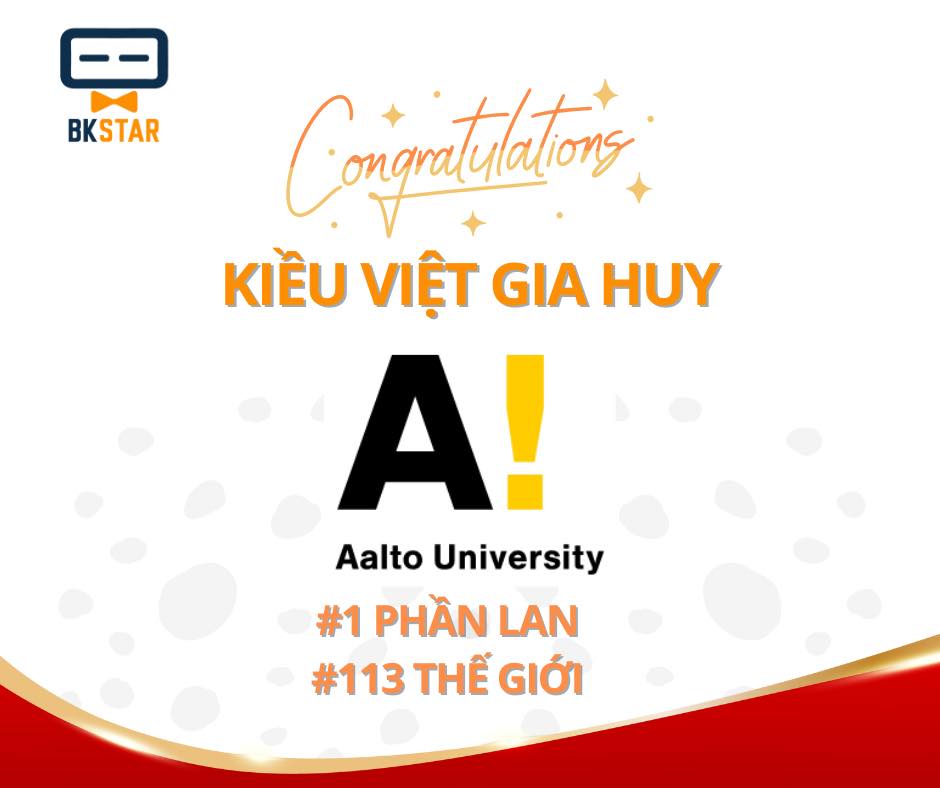 BKSTAR
Congratulations
KIỀU VIỆT GIA HUY
A!
Aalto University
#1 PHẦN LAN
#113 THẾ GIỚI